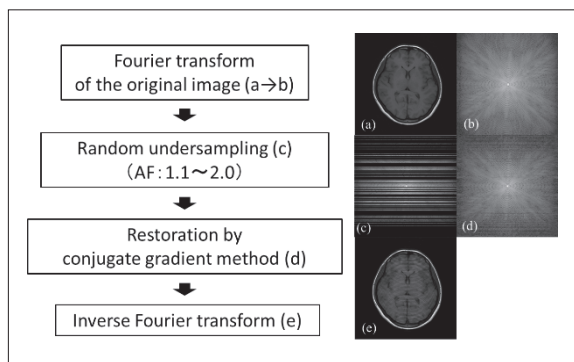 Fourier transform
of the original image (a→b)
Random undersampling (c)
（AF：1.1～2.0）
Restoration by
conjugate gradient method (d)
Inverse Fourier transform (e)
(a)
(b)
(c)
(d)
(e)